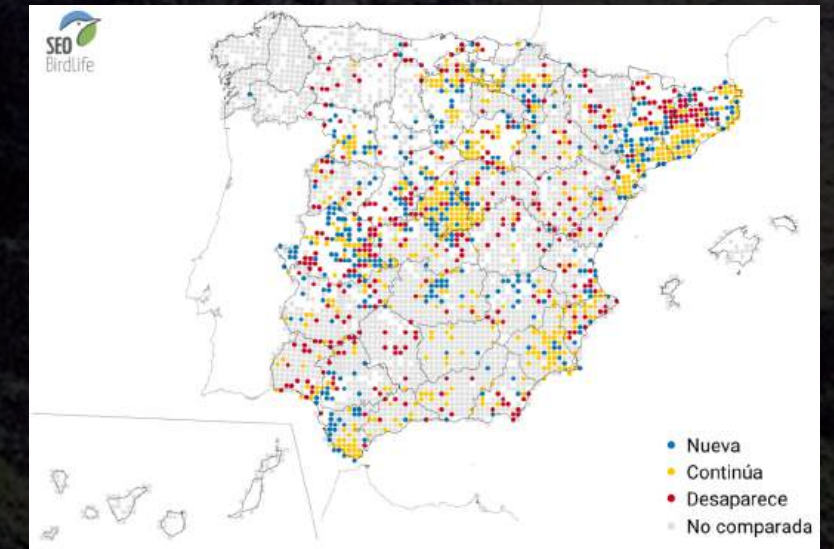 SEO
BirdLife
Nueva
Continúa
Desaparece
No comparada